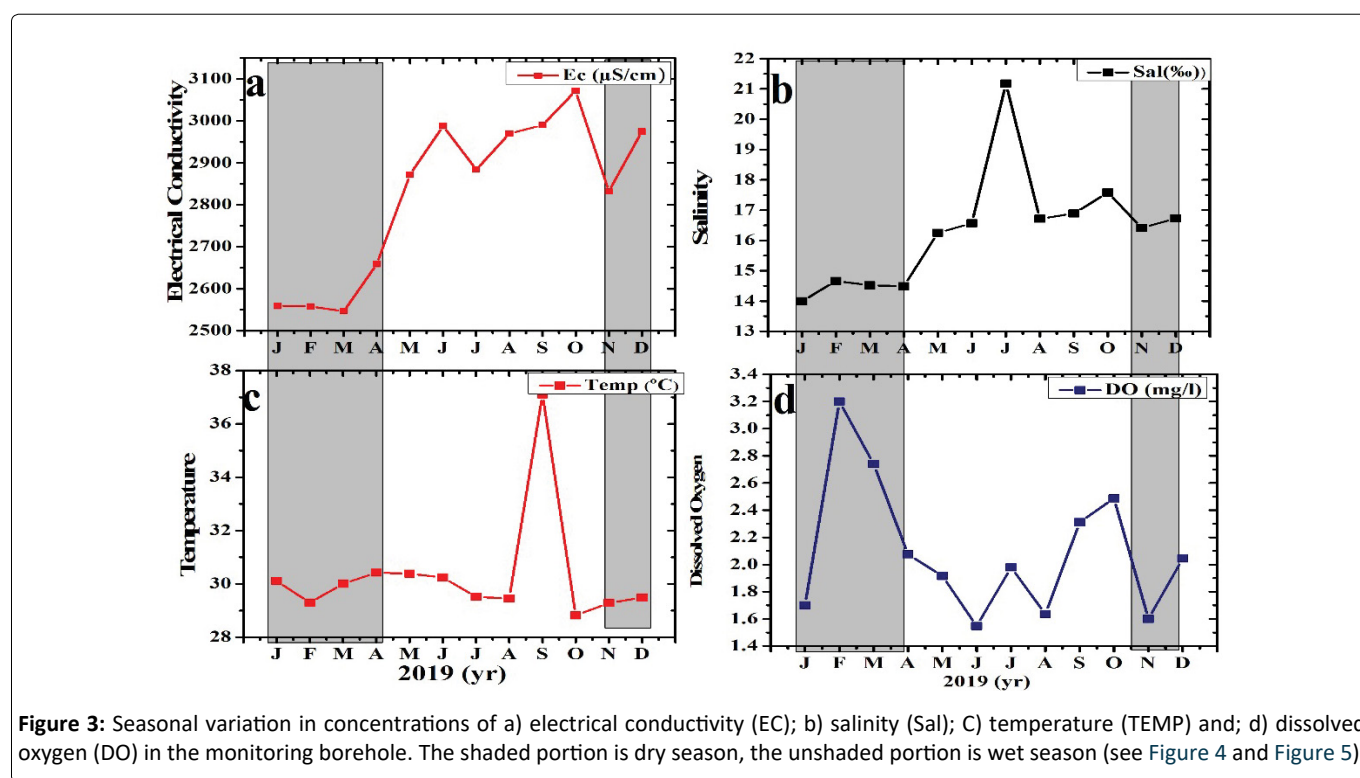 a
Ec (μS/cm)
Electrical Conductivity
3100
3000
2900
2800
2700
2600
2500
J F M A M J J A S O N D
b
Sal(‰)
Salinity
22
21
20
19
18
17
16
15
14
13
J F M A M J J A S O N D
c
Temp (ºC)
Temperature
38
36
34
32
30
28
J F M A M J J A S O N D
2019 (yr)
d
DO (mg/l)
Dissolved Oxygen
3.4
3.2
3.0
2.8
2.6
2.4
2.2
2.0
1.8
1.6
1.4
J F M A M J J A S O N D
2019 (yr)
Figure 3: Seasonal variation in concentrations of a) electrical conductivity (EC); b) salinity (Sal); C) temperature (TEMP) and; d) dissolved
oxygen (DO) in the monitoring borehole. The shaded portion is dry season, the unshaded portion is wet season (see Figure 4 and Figure 5)